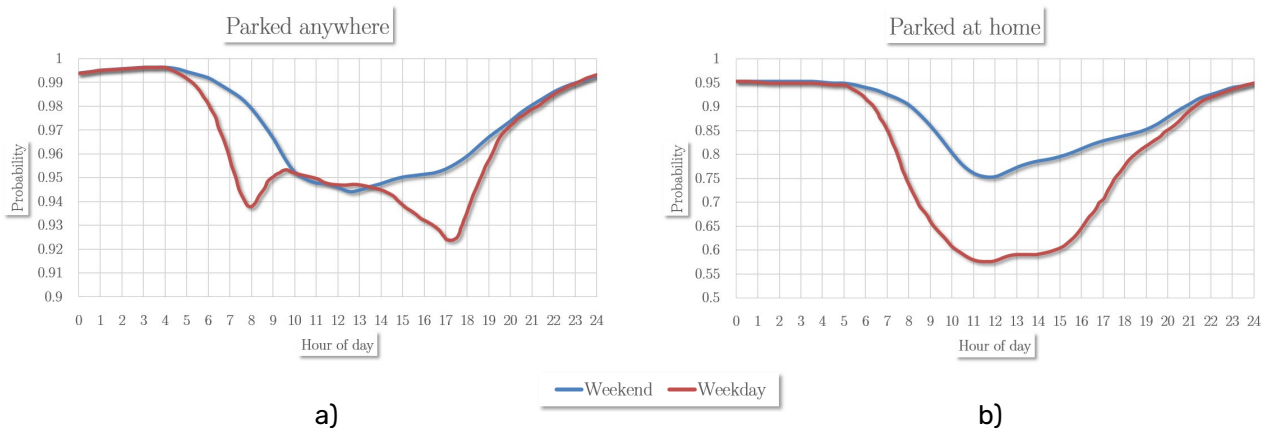 Parked anywhere
Probability
1
0.99
0.98
0.97
0.96
0.95
0.94
0.93
0.92
0.91
0.9
0 1 2 3 4 5 6 7 8 9 10 11 12 13 14 15 16 17 18 19 20 21 22 23 24
Hour of day
a)
Parked at home
Probability
1
0.95
0.9
0.85
0.8
0.75
0.7
0.65
0.6
0.55
0.5
0 1 2 3 4 5 6 7 8 9 10 11 12 13 14 15 16 17 18 19 20 21 22 23 24
Hour of day
b)
Weekend Weekday